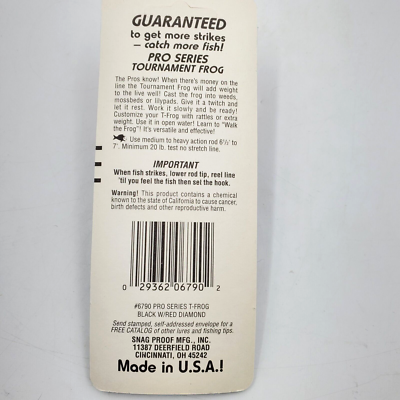 GUARANTEED
to get more strikes
– catch more fish!
PRO SERIES
TOURNAMENT FROG
The Pros know! When there's money on the
line the Tournament Frog will add weight
to the live well! Cast the frog into weeds,
mossbeds or lilypads. Give it a twitch and
let it rest. Work it slowly and be ready!
Customize your T-Frog with rattles or extra
weight. Use it in open water! Learn to "Walk
the Frog"! It's versatile and effective!
Use medium to heavy action rod 6½' to
7'. Minimum 20 lb. test no stretch line.
IMPORTANT
When fish strikes, lower rod tip, reel line
'til you feel the fish then set the hook.
Warning! This product contains a chemical
known to the state of California to cause cancer,
birth defects and other reproductive harm.
0 29362 06790 2
#6790 PRO SERIES T-FROG
BLACK W/RED DIAMOND
Send stamped, self-addressed envelope for a
FREE CATALOG of other lures and fishing tips.
SNAG PROOF MFG., INC.
11387 DEERFIELD ROAD
CINCINNATI, OH 45242
Made in U.S.A.!